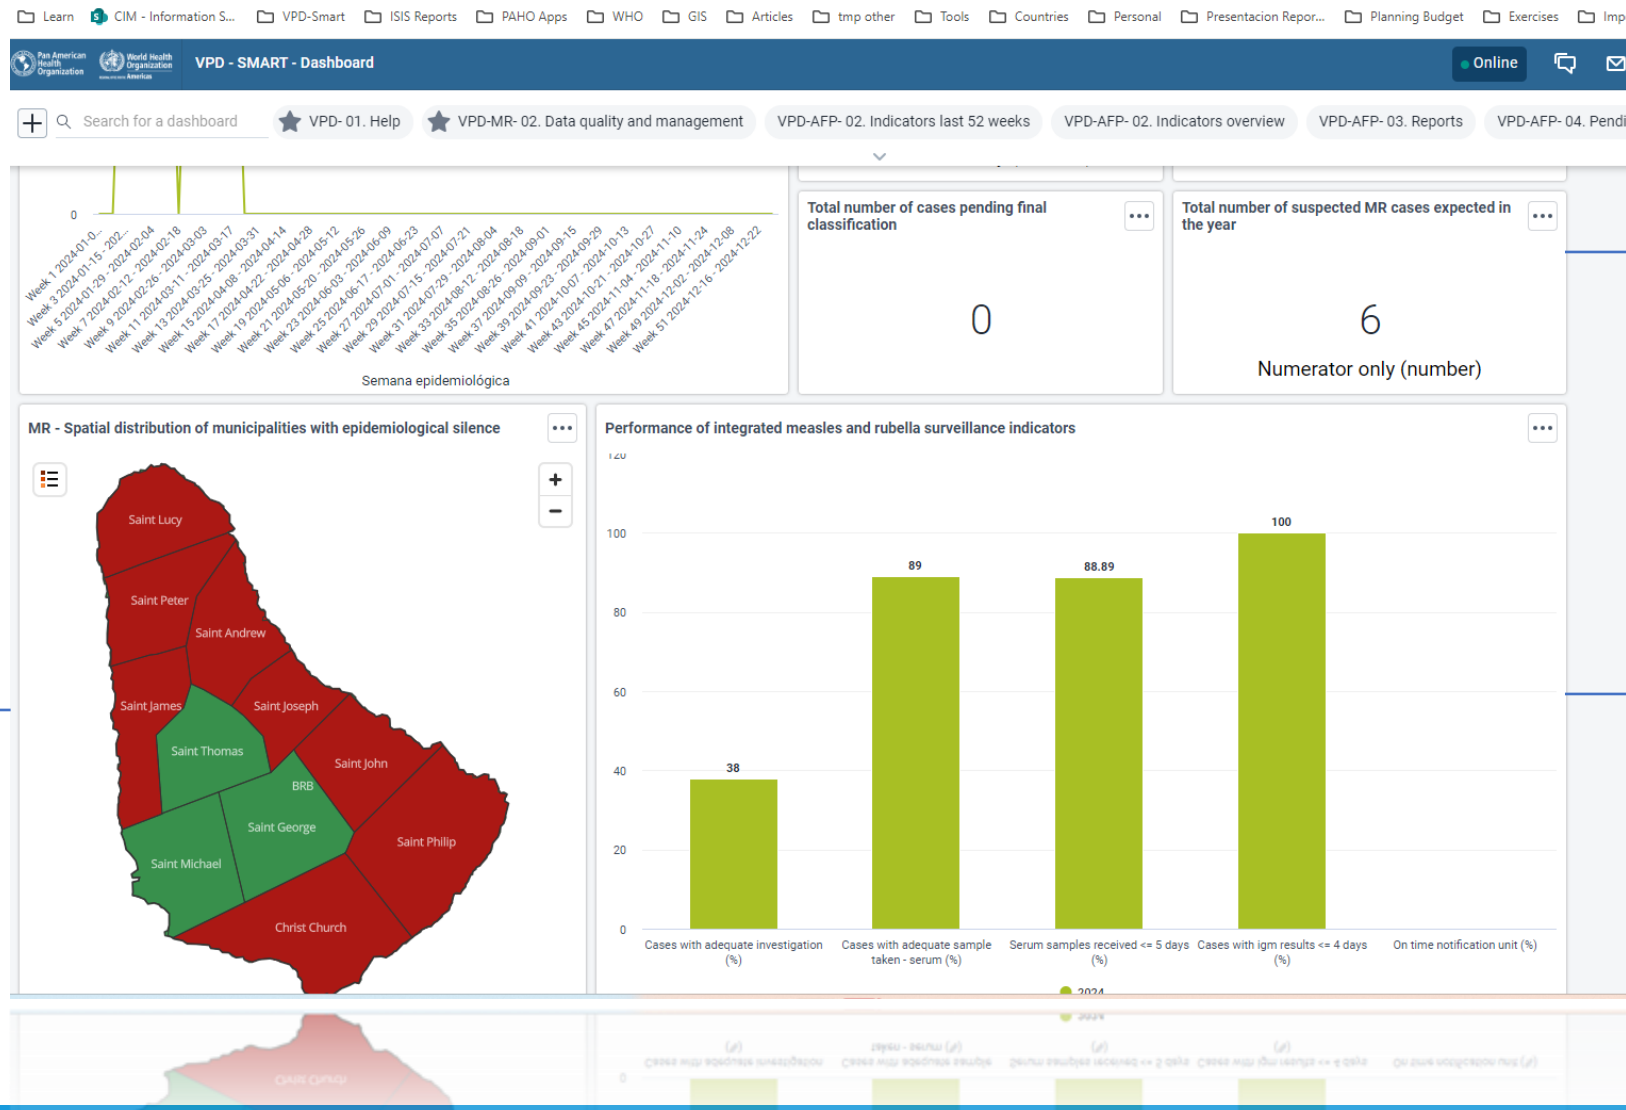 Learn
CIM - Information S...
VPD-Smart
ISIS Reports
PAHO Apps
WHO
GIS
Articles
tmp other
Tools
Countries
Personal
Presentacion Repor...
Planning Budget
Exercises
Imp
Pan American
Health
Organization
World Health
Organization
Americas
VPD - SMART - Dashboard
Online
Search for a dashboard
VPD- 01. Help
VPD-MR- 02. Data quality and management
VPD-AFP- 02. Indicators last 52 weeks
VPD-AFP- 02. Indicators overview
VPD-AFP- 03. Reports
VPD-AFP- 04. Pendi
0
Week 1 2024-01-0...
Week 3 2024-01-15 - 202...
Week 5 2024-01-29 - 2024-02-04
Week 7 2024-02-12 - 2024-02-18
Week 9 2024-02-26 - 2024-03-03
Week 11 2024-03-11 - 2024-03-17
Week 13 2024-03-25 - 2024-03-31
Week 15 2024-04-08 - 2024-04-14
Week 17 2024-04-22 - 2024-04-28
Week 19 2024-05-06 - 2024-05-12
Week 21 2024-05-20 - 2024-05-26
Week 23 2024-06-03 - 2024-06-09
Week 25 2024-06-17 - 2024-06-23
Week 27 2024-07-01 - 2024-07-07
Week 29 2024-07-15 - 2024-07-21
Week 31 2024-07-29 - 2024-08-04
Week 33 2024-08-12 - 2024-08-18
Week 35 2024-08-26 - 2024-09-01
Week 37 2024-09-09 - 2024-09-15
Week 39 2024-09-23 - 2024-09-29
Week 41 2024-10-07 - 2024-10-13
Week 43 2024-10-21 - 2024-10-27
Week 45 2024-11-04 - 2024-11-10
Week 47 2024-11-18 - 2024-11-24
Week 49 2024-12-02 - 2024-12-08
Week 51 2024-12-16 - 2024-12-22
Semana epidemiológica
Total number of cases pending final
classification
0
Total number of suspected MR cases expected in
the year
6
Numerator only (number)
MR - Spatial distribution of municipalities with epidemiological silence
Saint Lucy
Saint Peter
Saint Andrew
Saint James
Saint Joseph
Saint Thomas
Saint John
BRB
Saint George
Saint Philip
Saint Michael
Christ Church
Performance of integrated measles and rubella surveillance indicators
120
100
80
60
40
20
0
38
89
88.89
100
Cases with adequate investigation
(%)
Cases with adequate sample
taken - serum (%)
Serum samples received <= 5 days
(%)
Cases with igm results <= 4 days
(%)
On time notification unit (%)
2024